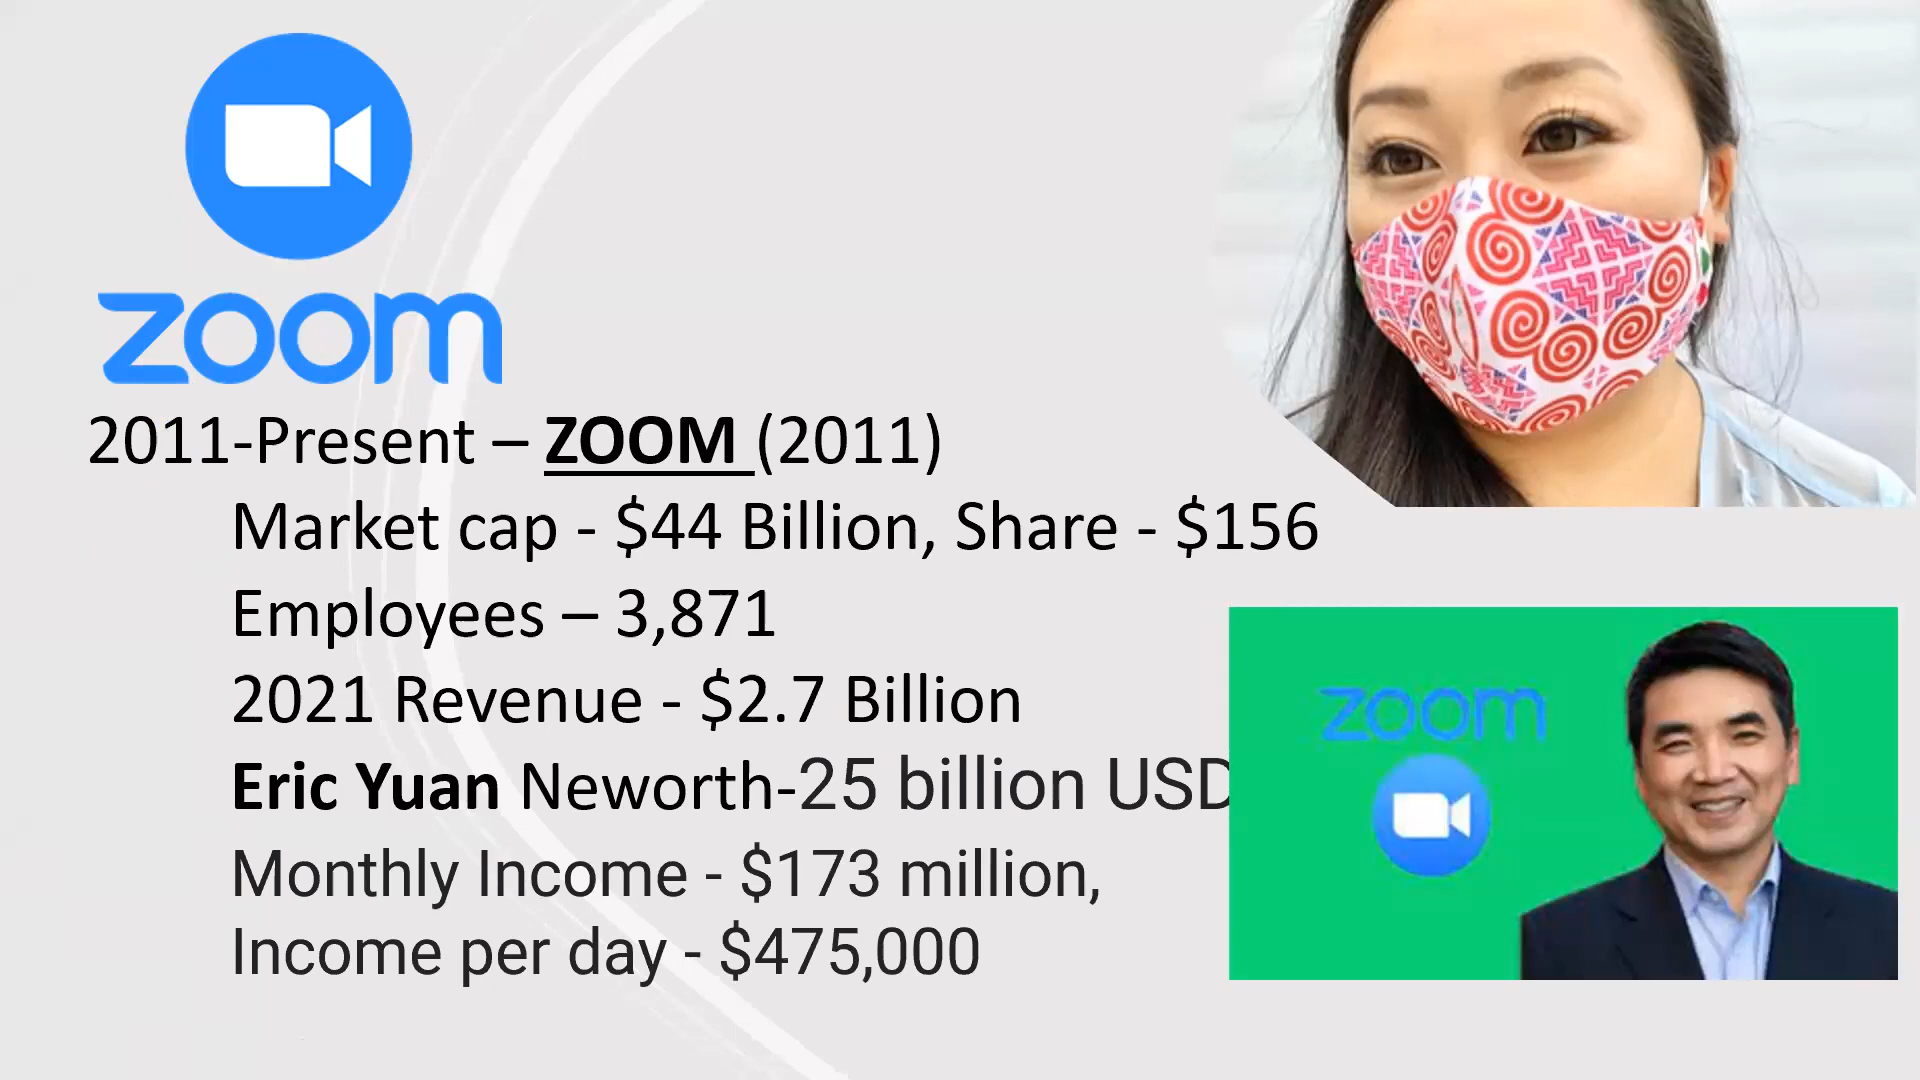 zoom
2011-Present – ZOOM (2011)
Market cap - $44 Billion, Share - $156
Employees – 3,871
2021 Revenue - $2.7 Billion
Eric Yuan Neworth-25 billion USD
Monthly Income - $173 million,
Income per day - $475,000
zoom